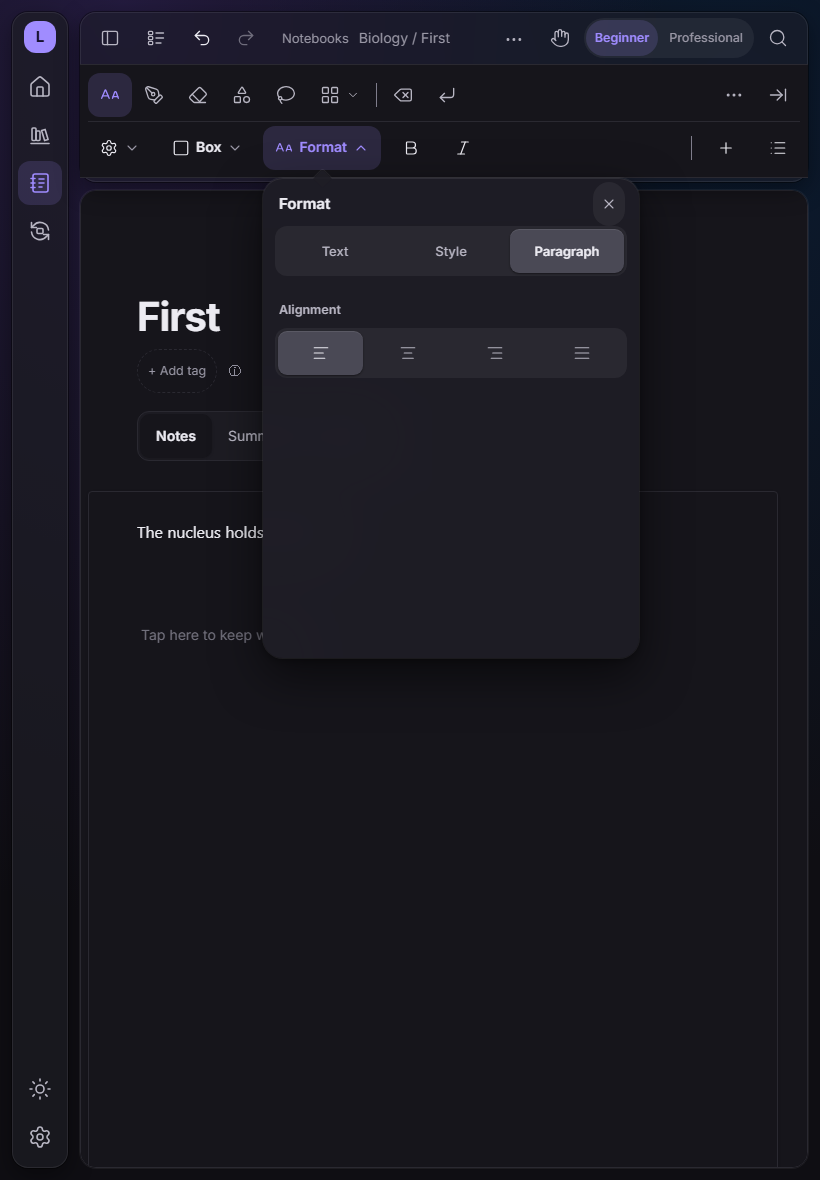 L
Notebooks Biology / First
Beginner Professional
Box
Format
Format
Text Style Paragraph
Alignment
First
+ Add tag
Notes
The nucleus holds
Tap here to keep